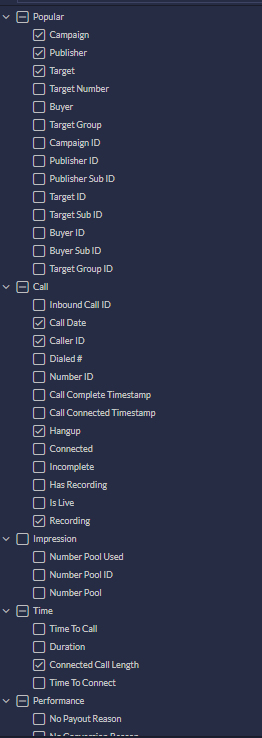 Popular
Campaign
Publisher
Target
Target Number
Buyer
Target Group
Campaign ID
Publisher ID
Publisher Sub ID
Target ID
Target Sub ID
Buyer ID
Buyer Sub ID
Target Group ID
Call
Inbound Call ID
Call Date
Caller ID
Dialed #
Number ID
Call Complete Timestamp
Call Connected Timestamp
Hangup
Connected
Incomplete
Has Recording
Is Live
Recording
Impression
Number Pool Used
Number Pool ID
Number Pool
Time
Time To Call
Duration
Connected Call Length
Time To Connect
Performance
No Payout Reason
No Conversion Reason